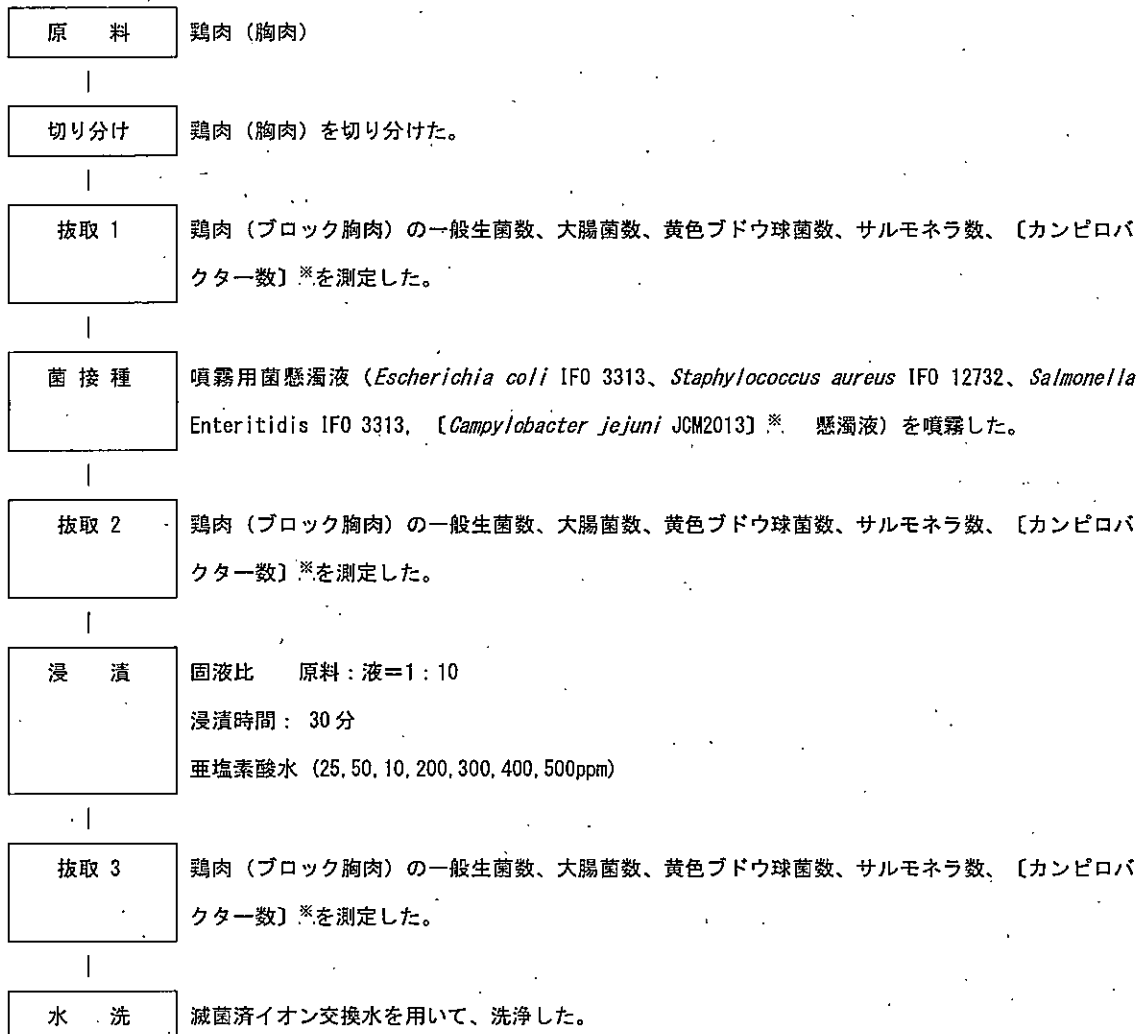 原　料　鶏肉（胸肉）
切り分け　鶏肉（胸肉）を切り分けた。
抜取 1　鶏肉（ブロック胸肉）の一般生菌数、大腸菌数、黄色ブドウ球菌数、サルモネラ数、〔カンピロバ
クター数〕※を測定した。
菌 接 種　噴霧用菌懸濁液（Escherichia coli IFO 3313、Staphylococcus aureus IFO 12732、Salmonella
Enteritidis IFO 3313, 〔Campylobacter jejuni JCM2013〕※　懸濁液）を噴霧した。
抜取 2　鶏肉（ブロック胸肉）の一般生菌数、大腸菌数、黄色ブドウ球菌数、サルモネラ数、〔カンピロバ
クター数〕※を測定した。
浸　漬　固液比　原料：液＝1：10
浸漬時間： 30分
亜塩素酸水 (25,50,10,200,300,400,500ppm)
抜取 3　鶏肉（ブロック胸肉）の一般生菌数、大腸菌数、黄色ブドウ球菌数、サルモネラ数、〔カンピロバ
クター数〕※を測定した。
水　洗　滅菌済イオン交換水を用いて、洗浄した。